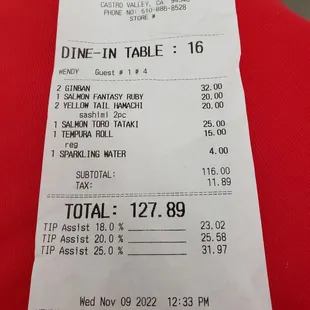 CASTRO VALLEY, CA
PHONE NO: 510-886-8528
STORE #
DINE-IN TABLE : 16
WENDY Guest # 1 # 4
2 GINBAN 32.00
1 SALMON FANTASY RUBY 20.00
2 YELLOW TAIL HAMACHI 20.00
sashimi 2pc
1 SALMON TORO TATAKI 25.00
1 TEMPURA ROLL 15.00
reg
1 SPARKLING WATER 4.00
SUBTOTAL: 116.00
TAX: 11.89
TOTAL: 127.89
TIP Assist 18.0 % 23.02
TIP Assist 20.0 % 25.58
TIP Assist 25.0 % 31.97
Wed Nov 09 2022 12:33 PM